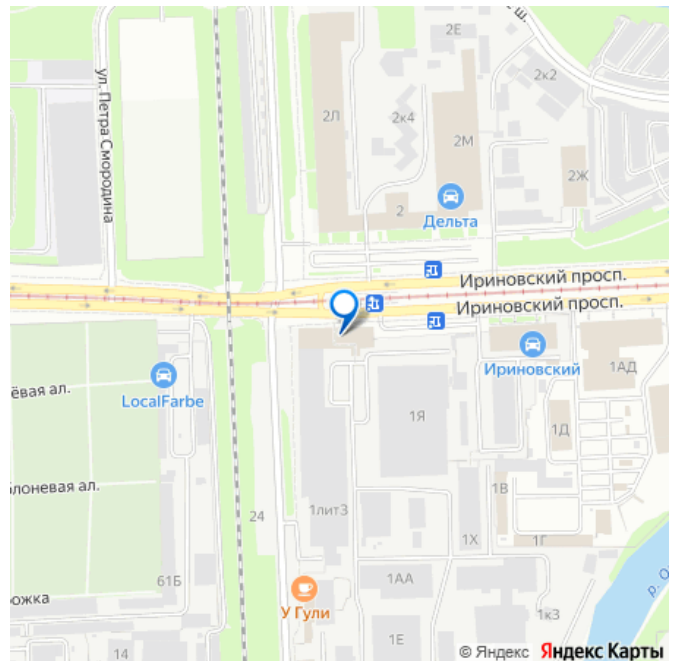 ш.
2Е
2к2
ул. Петра Смородина
2Л
2к4
2М
2Ж
2
Дельта
Ириновский просп.
Ириновский просп.
Ириновский
1АД
ёвая ал.
LocalFarbe
1Я
1Д
блоневая ал.
1В
24
1лит3
1Х
1Г
61Б
1АА
р. О
рожка
У Гули
1к3
14
1Е
© Яндекс Яндекс Карты